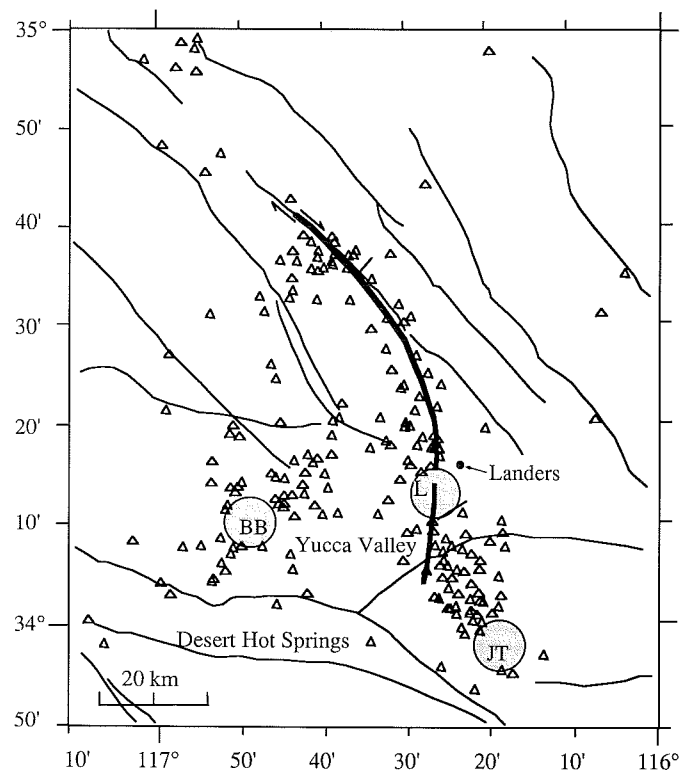 35°
50'
40'
30'
20'
Landers
L
10'
BB
Yucca Valley
34°
Desert Hot Springs
JT
20 km
50'
10' 117° 50' 40' 30' 20' 10' 116°